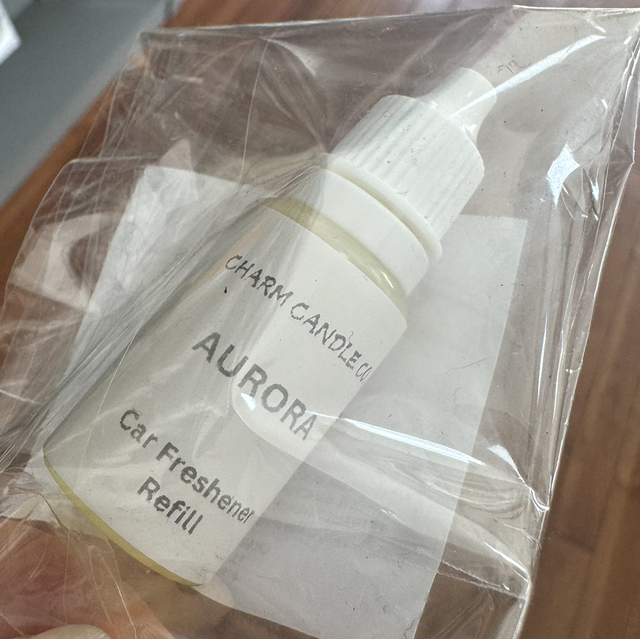 CHARM CANDLE CO
AURORA
Car Freshener
Refill